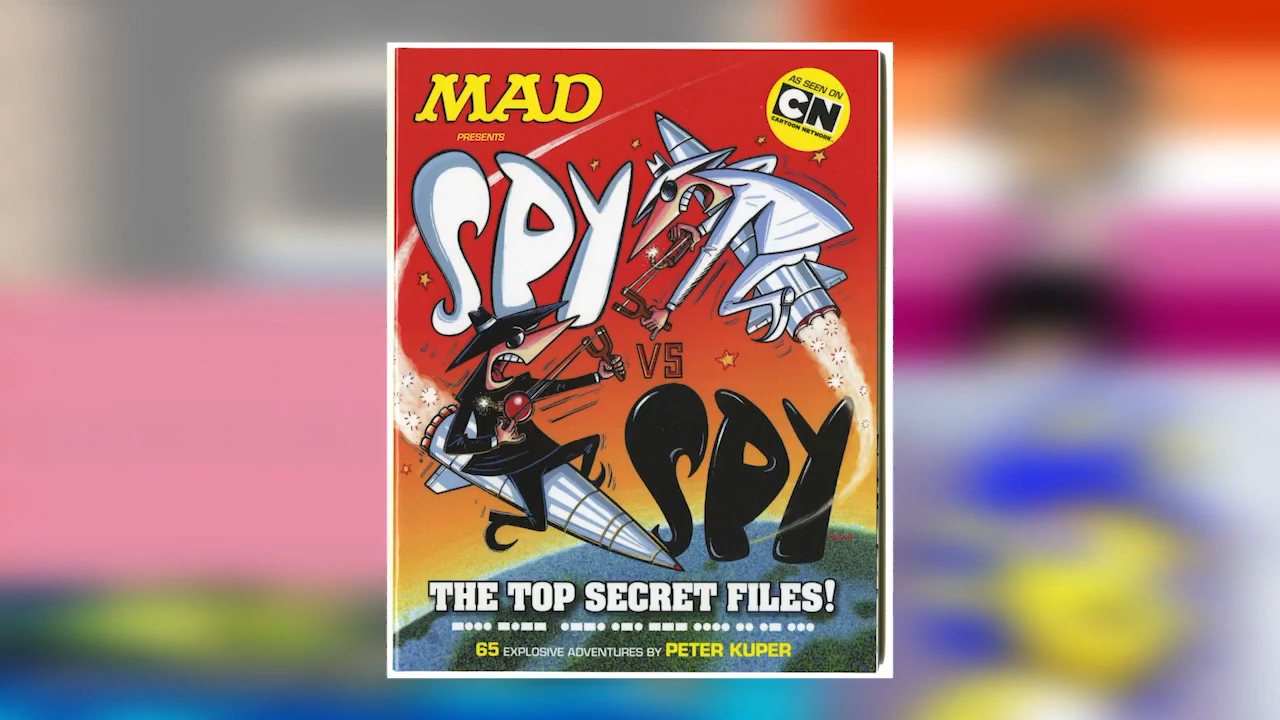 MAD
PRESENTS
AS SEEN ON
CN
CARTOON NETWORK.
SPY
VS
SPY
THE TOP SECRET FILES!
65 EXPLOSIVE ADVENTURES BY PETER KUPER